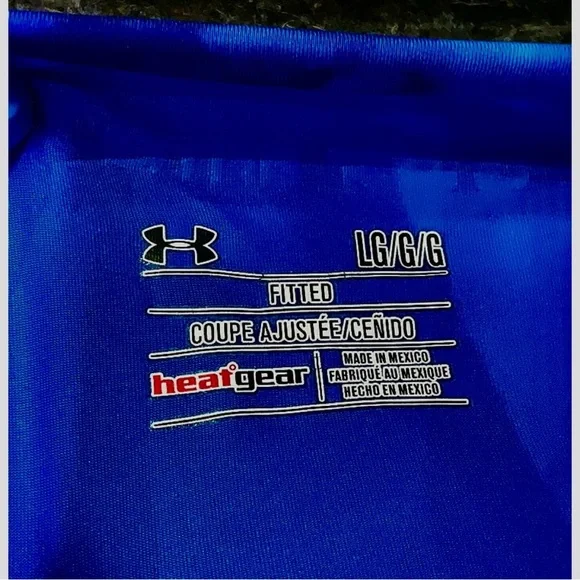 LG/G/G
FITTED
COUPE AJUSTÉE/CEÑIDO
heatgear
MADE IN MEXICO
FABRIQUÉ AU MEXIQUE
HECHO EN MEXICO